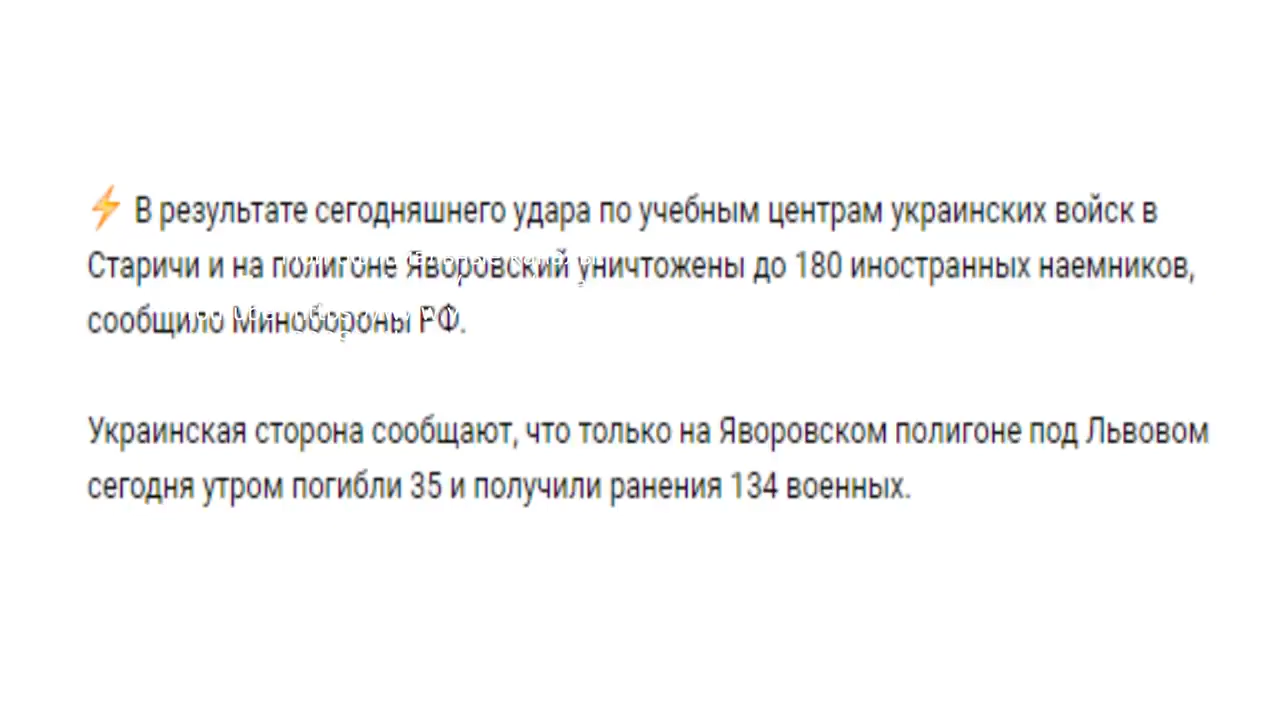 ⚡ В результате сегодняшнего удара по учебным центрам украинских войск в
Старичи и на полигоне Яворовский уничтожены до 180 иностранных наемников,
сообщило Минобороны РФ.
Украинская сторона сообщают, что только на Яворовском полигоне под Львовом
сегодня утром погибли 35 и получили ранения 134 военных.